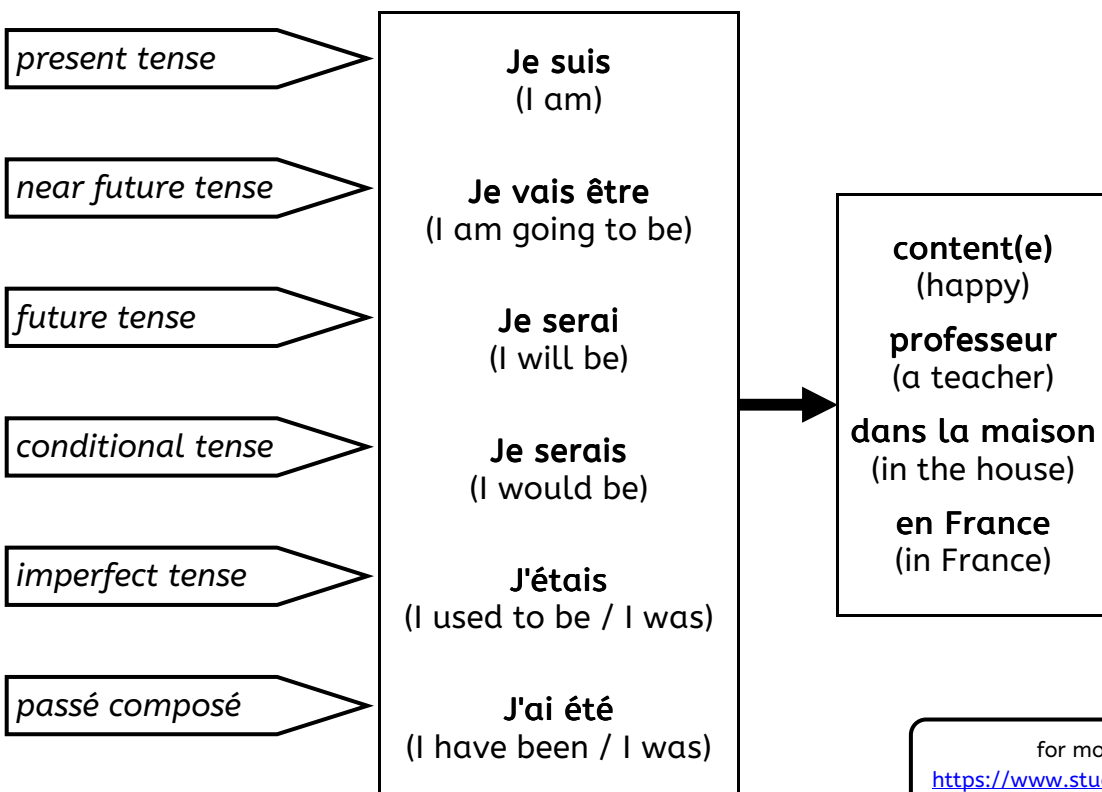 present tense
Je suis
(I am)
near future tense
Je vais être
(I am going to be)
future tense
Je serai
(I will be)
conditional tense
Je serais
(I would be)
imperfect tense
J'étais
(I used to be / I was)
passé composé
J'ai été
(I have been / I was)
content(e)
(happy)
professeur
(a teacher)
dans la maison
(in the house)
en France
(in France)
for mo
https://www.stu